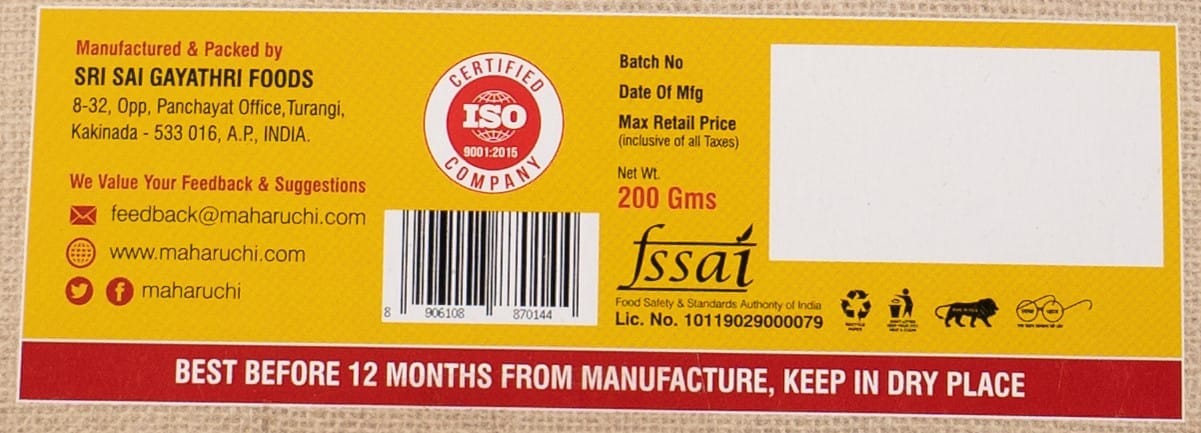 Manufactured & Packed by
SRI SAI GAYATHRI FOODS
8-32, Opp, Panchayat Office,Turangi,
Kakinada - 533 016, A.P., INDIA.
We Value Your Feedback & Suggestions
feedback@maharuchi.com
www.maharuchi.com
maharuchi
CERTIFIED
ISO
9001:2015
COMPANY
8 906108 870144
Batch No
Date Of Mfg
Max Retail Price
(inclusive of all Taxes)
Net Wt.
200 Gms
fssai
Food Safety & Standards Authority of India
Lic. No. 10119029000079
BEST BEFORE 12 MONTHS FROM MANUFACTURE, KEEP IN DRY PLACE